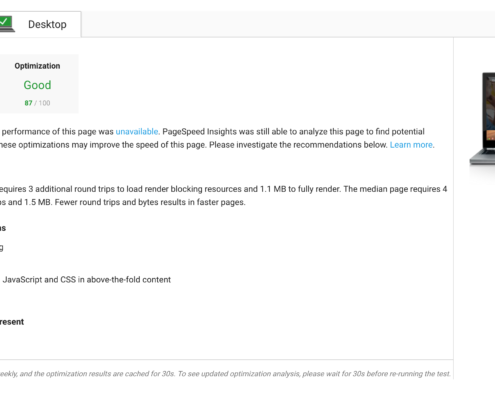 Desktop
Optimization
Good
87 / 100
performance of this page was unavailable. PageSpeed Insights was still able to analyze this page to find potential
these optimizations may improve the speed of this page. Please investigate the recommendations below. Learn more.
requires 3 additional round trips to load render blocking resources and 1.1 MB to fully render. The median page requires 4
and 1.5 MB. Fewer round trips and bytes results in faster pages.
JavaScript and CSS in above-the-fold content
present
weekly, and the optimization results are cached for 30s. To see updated optimization analysis, please wait for 30s before re-running the test.